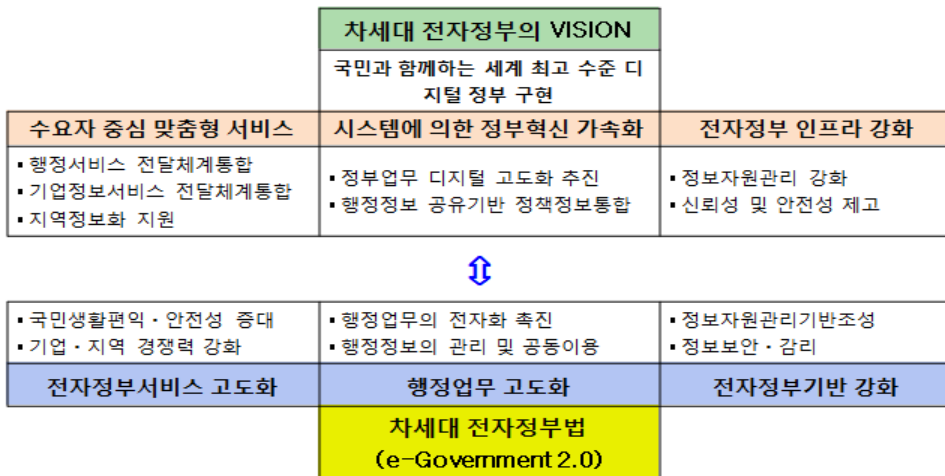 차세대 전자정부의 VISION
국민과 함께하는 세계 최고 수준 디
지털 정부 구현
수요자 중심 맞춤형 서비스
시스템에 의한 정부혁신 가속화
전자정부 인프라 강화
▪ 행정서비스 전달체계통합
▪ 기업정보서비스 전달체계통합
▪ 지역정보화 지원
▪ 정부업무 디지털 고도화 추진
▪ 행정정보 공유기반 정책정보통합
▪ 정보자원관리 강화
▪ 신뢰성 및 안전성 제고
▪ 국민생활편익·안전성 증대
▪ 기업·지역 경쟁력 강화
▪ 행정업무의 전자화 촉진
▪ 행정정보의 관리 및 공동이용
▪ 정보자원관리기반조성
▪ 정보보안·감리
전자정부서비스 고도화
행정업무 고도화
전자정부기반 강화
차세대 전자정부법
(e-Government 2.0)